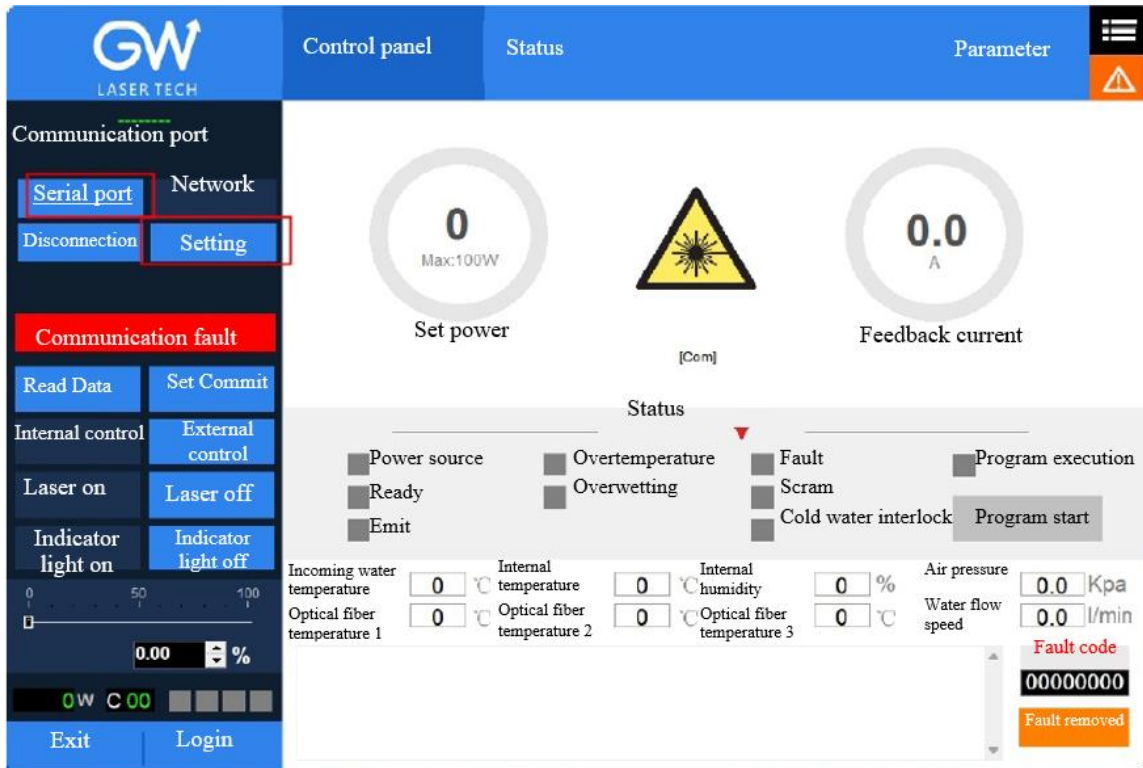 GW
LASER TECH
Control panel
Status
Parameter
Communication port
Serial port
Network
Disconnection
Setting
Communication fault
Read Data
Set Commit
Internal control
External
control
Laser on
Laser off
Indicator
light on
Indicator
light off
0 50 100
0.00 %
0W C 00
Exit
Login
0
Max:100W
Set power
[Com]
0.0
A
Feedback current
Status
Power source
Overtemperature
Fault
Program execution
Ready
Overwetting
Scram
Emit
Cold water interlock
Program start
Incoming water
temperature
0 ℃
Internal
temperature
0 ℃
Internal
humidity
0 %
Air pressure
0.0 Kpa
Optical fiber
temperature 1
0 ℃
Optical fiber
temperature 2
0 ℃
Optical fiber
temperature 3
0 ℃
Water flow
speed
0.0 l/min
Fault code
00000000
Fault removed